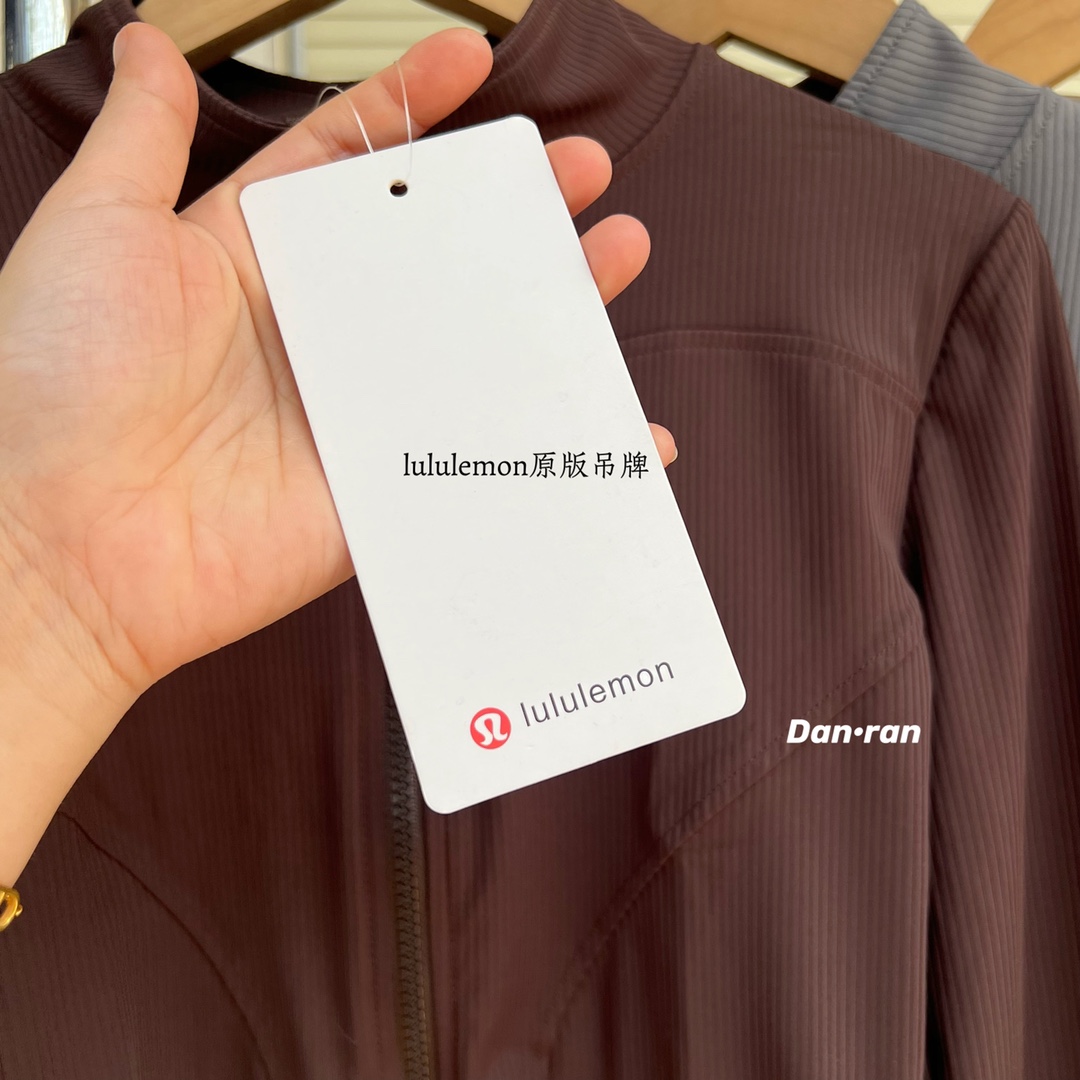 lululemon原版吊牌
lululemon
Dan•ran